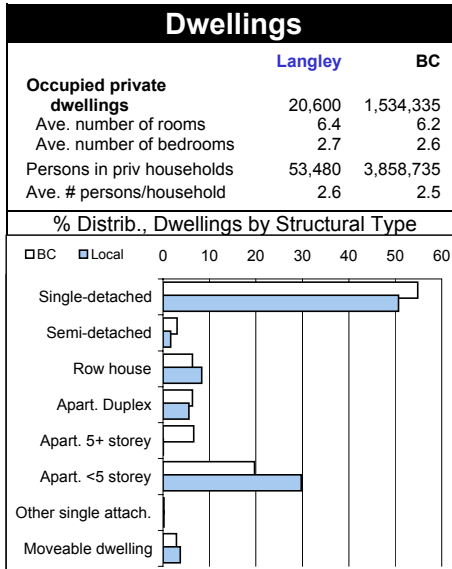 Dwellings
Langley BC
Occupied private
dwellings 20,600 1,534,335
Ave. number of rooms 6.4 6.2
Ave. number of bedrooms 2.7 2.6
Persons in priv households 53,480 3,858,735
Ave. # persons/household 2.6 2.5
% Distrib., Dwellings by Structural Type
BC Local 0 10 20 30 40 50 60
Single-detached
Semi-detached
Row house
Apart. Duplex
Apart. 5+ storey
Apart. <5 storey
Other single attach.
Moveable dwelling